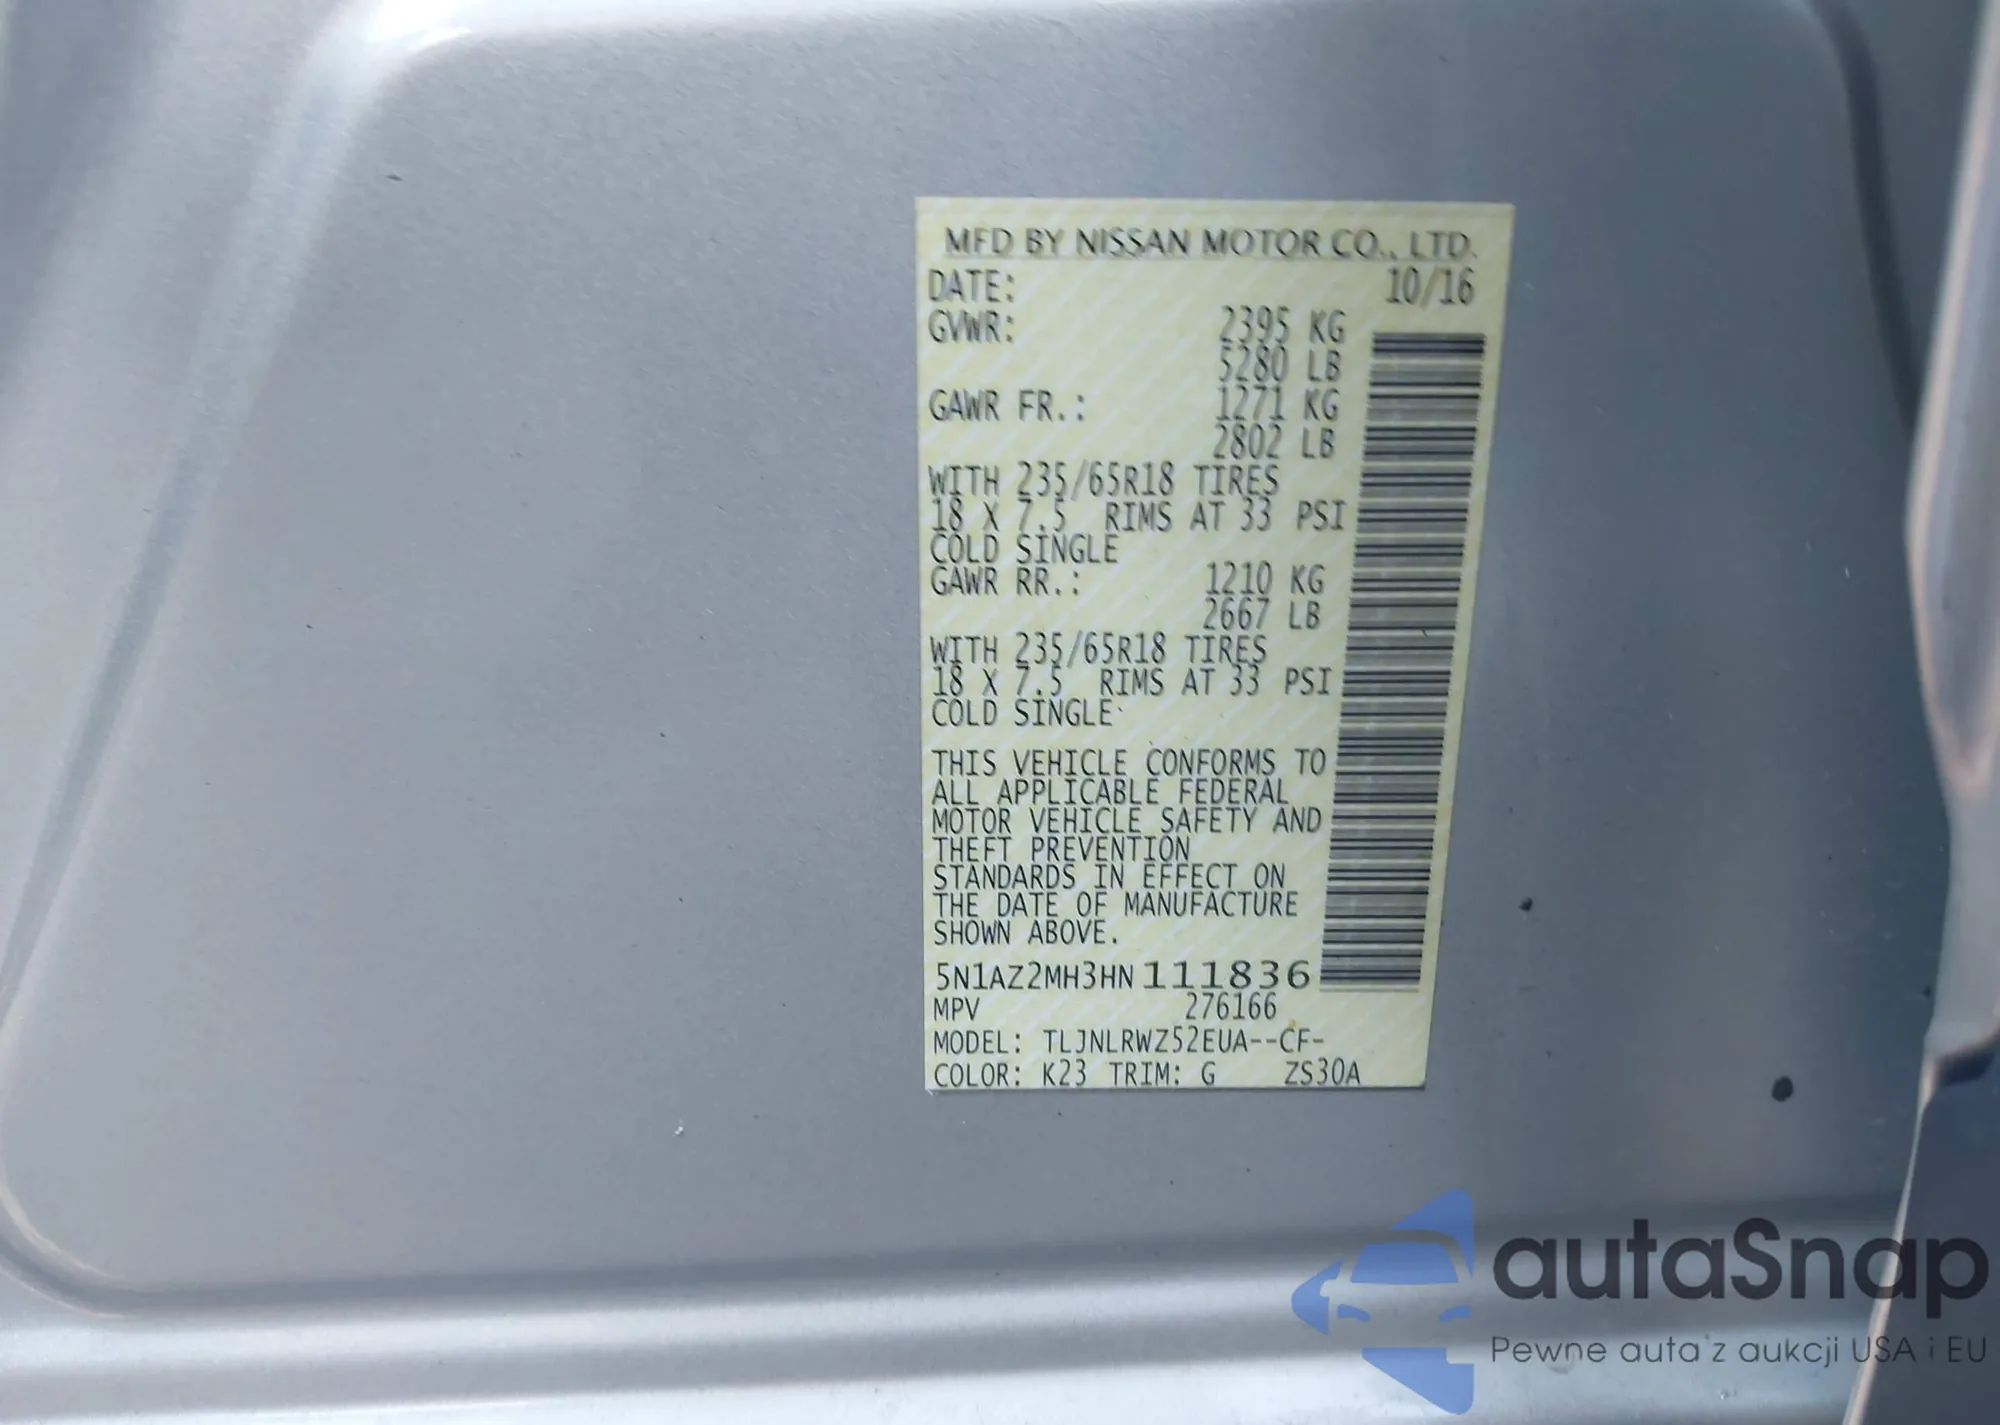 MFD BY NISSAN MOTOR CO., LTD.
DATE: 10/16
GVWR: 2395 KG
5280 LB
GAWR FR.: 1271 KG
2802 LB
WITH 235/65R18 TIRES
18 X 7.5 RIMS AT 33 PSI
COLD SINGLE
GAWR RR.: 1210 KG
2667 LB
WITH 235/65R18 TIRES
18 X 7.5 RIMS AT 33 PSI
COLD SINGLE
THIS VEHICLE CONFORMS TO
ALL APPLICABLE FEDERAL
MOTOR VEHICLE SAFETY AND
THEFT PREVENTION
STANDARDS IN EFFECT ON
THE DATE OF MANUFACTURE
SHOWN ABOVE.
5N1AZ2MH3HN111836
MPV 276166
MODEL: TLJNLRWZ52EUA--CF-
COLOR: K23 TRIM: G ZS30A
autaSnap
Pewne auta z aukcji USA i EU